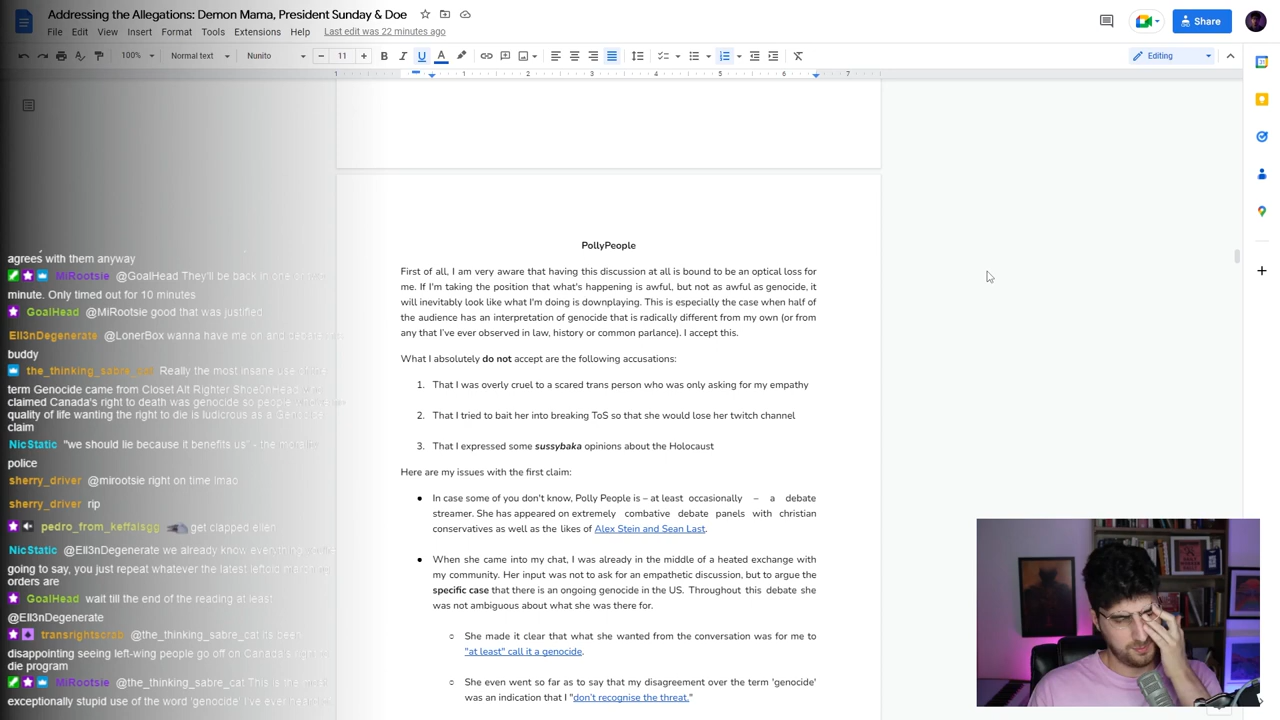 Addressing the Allegations: Demon Mama, President Sunday & Doe
File Edit View Insert Format Tools Extensions Help Last edit was 22 minutes ago
Share
100% Normal text Nunito 11 Editing
1 1 2 3 4 5 6 7
agrees with them anyway
MiRootsie @GoalHead They'll be back in one
minute. Only timed out for 10 minutes
GoalHead @MiRootsie good that was justified
Ell3nDegenerate @LonerBox wanna have me on and debate
buddy
the_thinking_sabre_cat Really the most insane use of the
term Genocide came from Closet Alt Righter Shoe0nHead who
claimed Canada's right to death was genocide so people
quality of life wanting the right to die is ludicrous as a Genocide
claim
NicStatic "we should lie because it benefits us" - the moral
police
sherry_driver @mirootsie right on time lmao
sherry_driver rip
pedro_from_keffalsgg get clapped ellen
NicStatic @Ell3nDegenerate we already know everything
going to say, you just repeat whatever the latest leftoid marching
orders are
GoalHead wait till the end of the reading at least
@Ell3nDegenerate
transrightscrab @the_thinking_sabre_cat Its been
disappointing seeing left-wing people go off on Canada's right to
die program
MiRootsie @the_thinking_sabre_cat This is the most
exceptionally stupid use of the word 'genocide' I've ever heard
PollyPeople
First of all, I am very aware that having this discussion at all is bound to be an optical loss for
me. If I'm taking the position that what's happening is awful, but not as awful as genocide, it
will inevitably look like what I'm doing is downplaying. This is especially the case when half of
the audience has an interpretation of genocide that is radically different from my own (or from
any that I've ever observed in law, history or common parlance). I accept this.
What I absolutely do not accept are the following accusations:
1. That I was overly cruel to a scared trans person who was only asking for my empathy
2. That I tried to bait her into breaking ToS so that she would lose her twitch channel
3. That I expressed some sussybaka opinions about the Holocaust
Here are my issues with the first claim:
● In case some of you don't know, Polly People is – at least occasionally – a debate
streamer. She has appeared on extremely combative debate panels with christian
conservatives as well as the likes of Alex Stein and Sean Last.
● When she came into my chat, I was already in the middle of a heated exchange with
my community. Her input was not to ask for an empathetic discussion, but to argue the
specific case that there is an ongoing genocide in the US. Throughout this debate she
was not ambiguous about what she was there for.
○ She made it clear that what she wanted from the conversation was for me to
"at least" call it a genocide.
○ She even went so far as to say that my disagreement over the term 'genocide'
was an indication that I "don't recognise the threat."